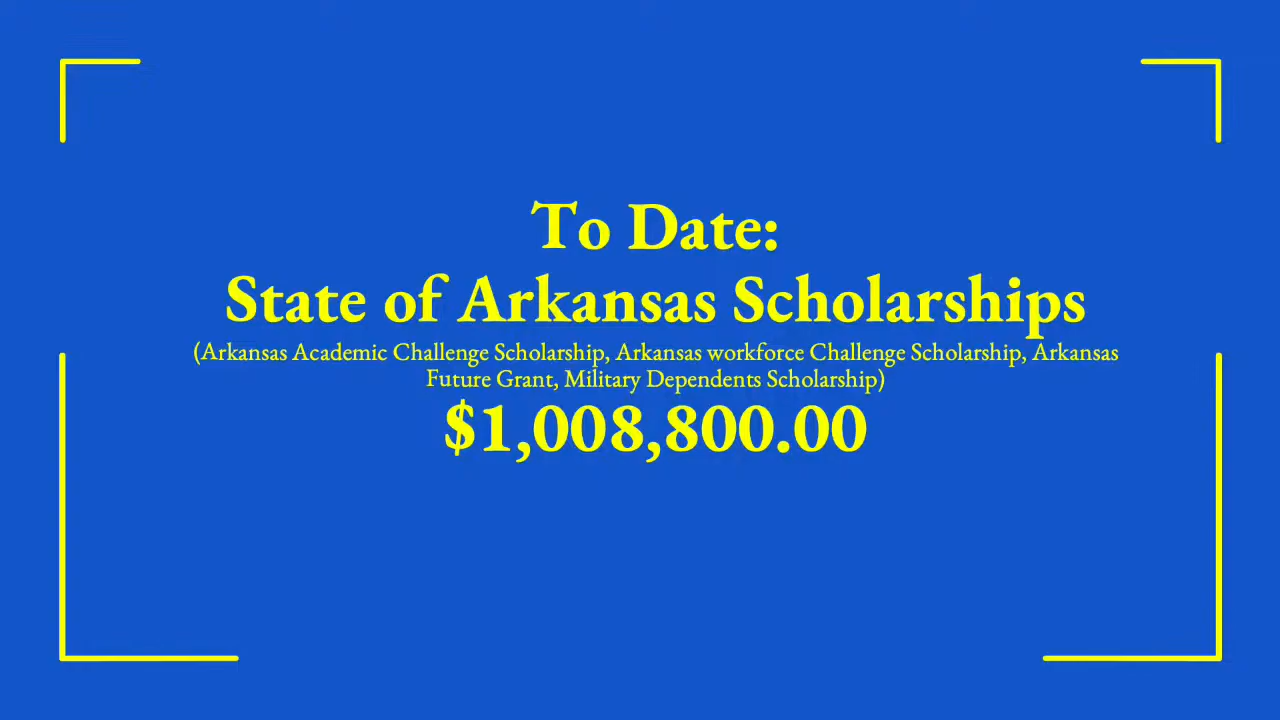 To Date:
State of Arkansas Scholarships
(Arkansas Academic Challenge Scholarship, Arkansas workforce Challenge Scholarship, Arkansas
Future Grant, Military Dependents Scholarship)
$1,008,800.00